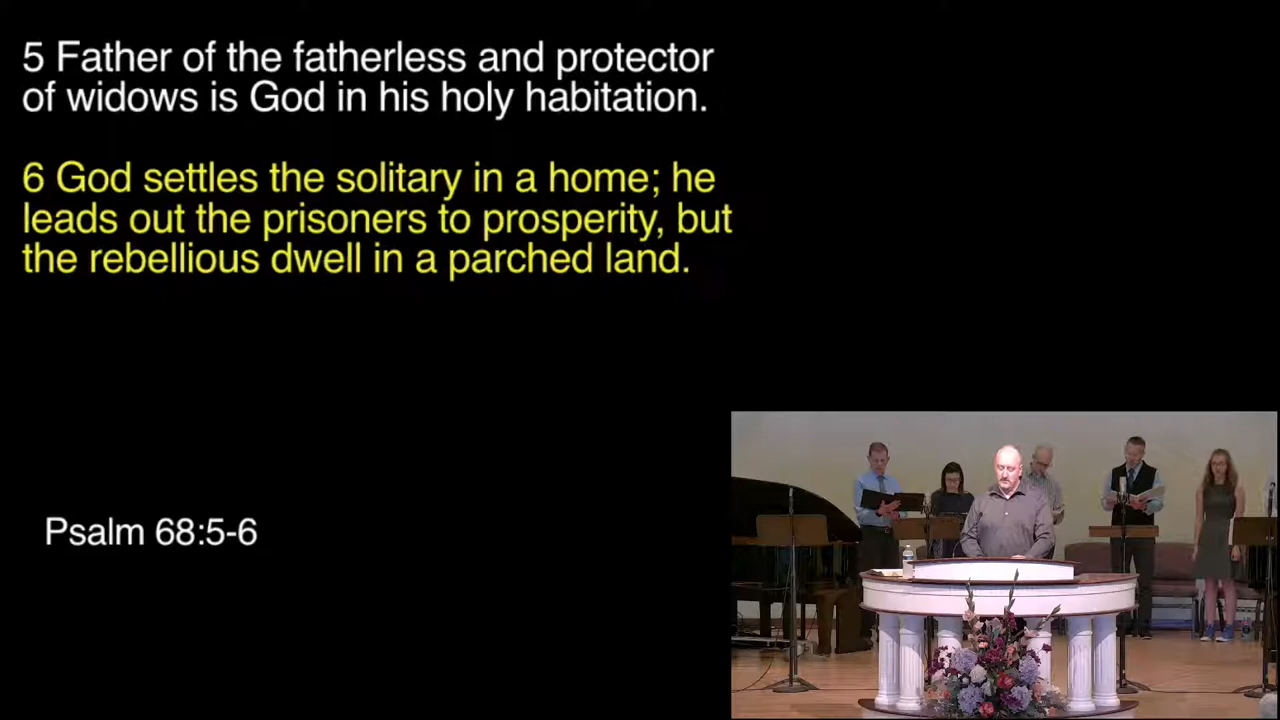 5 Father of the fatherless and protector
of widows is God in his holy habitation.
6 God settles the solitary in a home; he
leads out the prisoners to prosperity, but
the rebellious dwell in a parched land.
Psalm 68:5-6